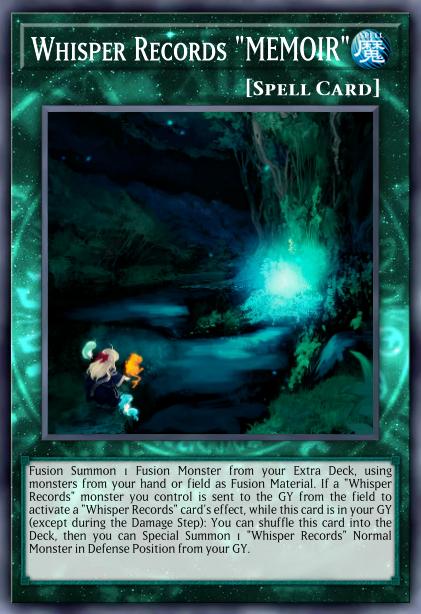 Whisper Records "MEMOIR"
SPELL
魔
[Spell Card]
Fusion Summon 1 Fusion Monster from your Extra Deck, using
monsters from your hand or field as Fusion Material. If a "Whisper
Records" monster you control is sent to the GY from the field to
activate a "Whisper Records" card's effect, while this card is in your GY
(except during the Damage Step): You can shuffle this card into the
Deck, then you can Special Summon 1 "Whisper Records" Normal
Monster in Defense Position from your GY.